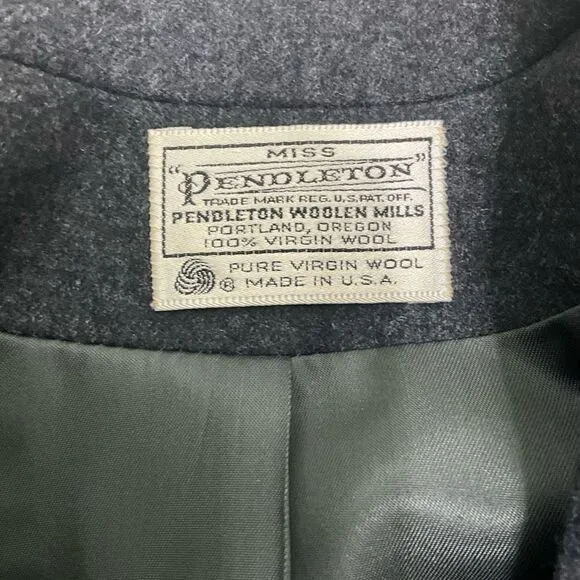 MISS
"PENDLETON"
TRADE MARK REG. U.S. PAT. OFF.
PENDLETON WOOLEN MILLS
PORTLAND, OREGON
100% VIRGIN WOOL
® PURE VIRGIN WOOL
MADE IN U.S.A.